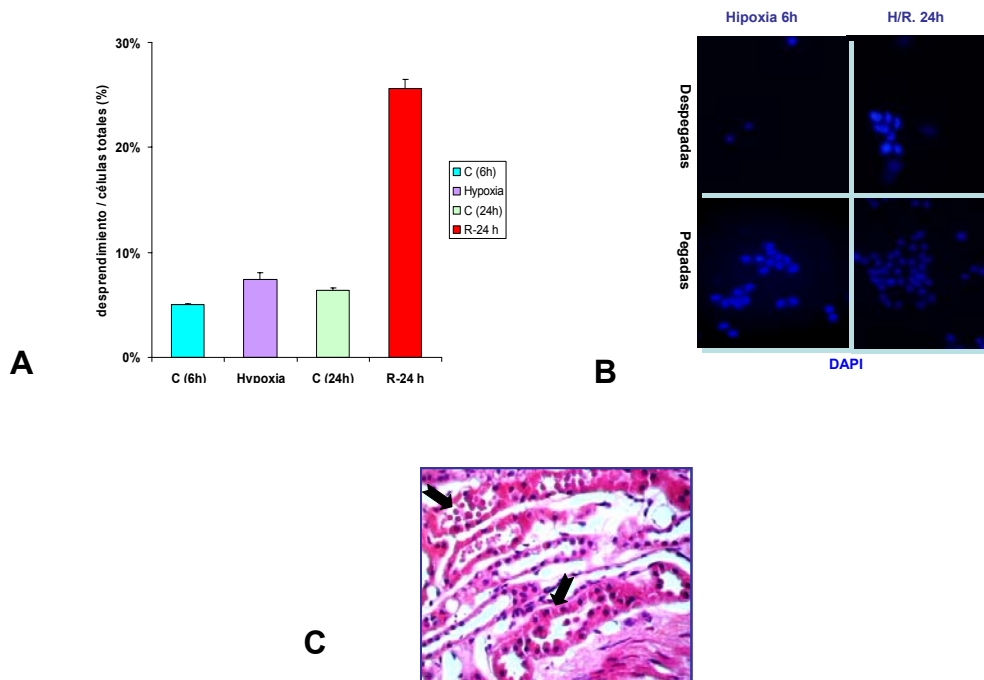 Hipoxia 6h
H/R. 24h
30%
20%
10%
0%
desprendimiento / células totales (%)
C (6h)
Hypoxia
C (24h)
R-24 h
C (6h)
Hypoxia
C (24h)
R-24 h
A
Despegadas
Pegadas
DAPI
B
C